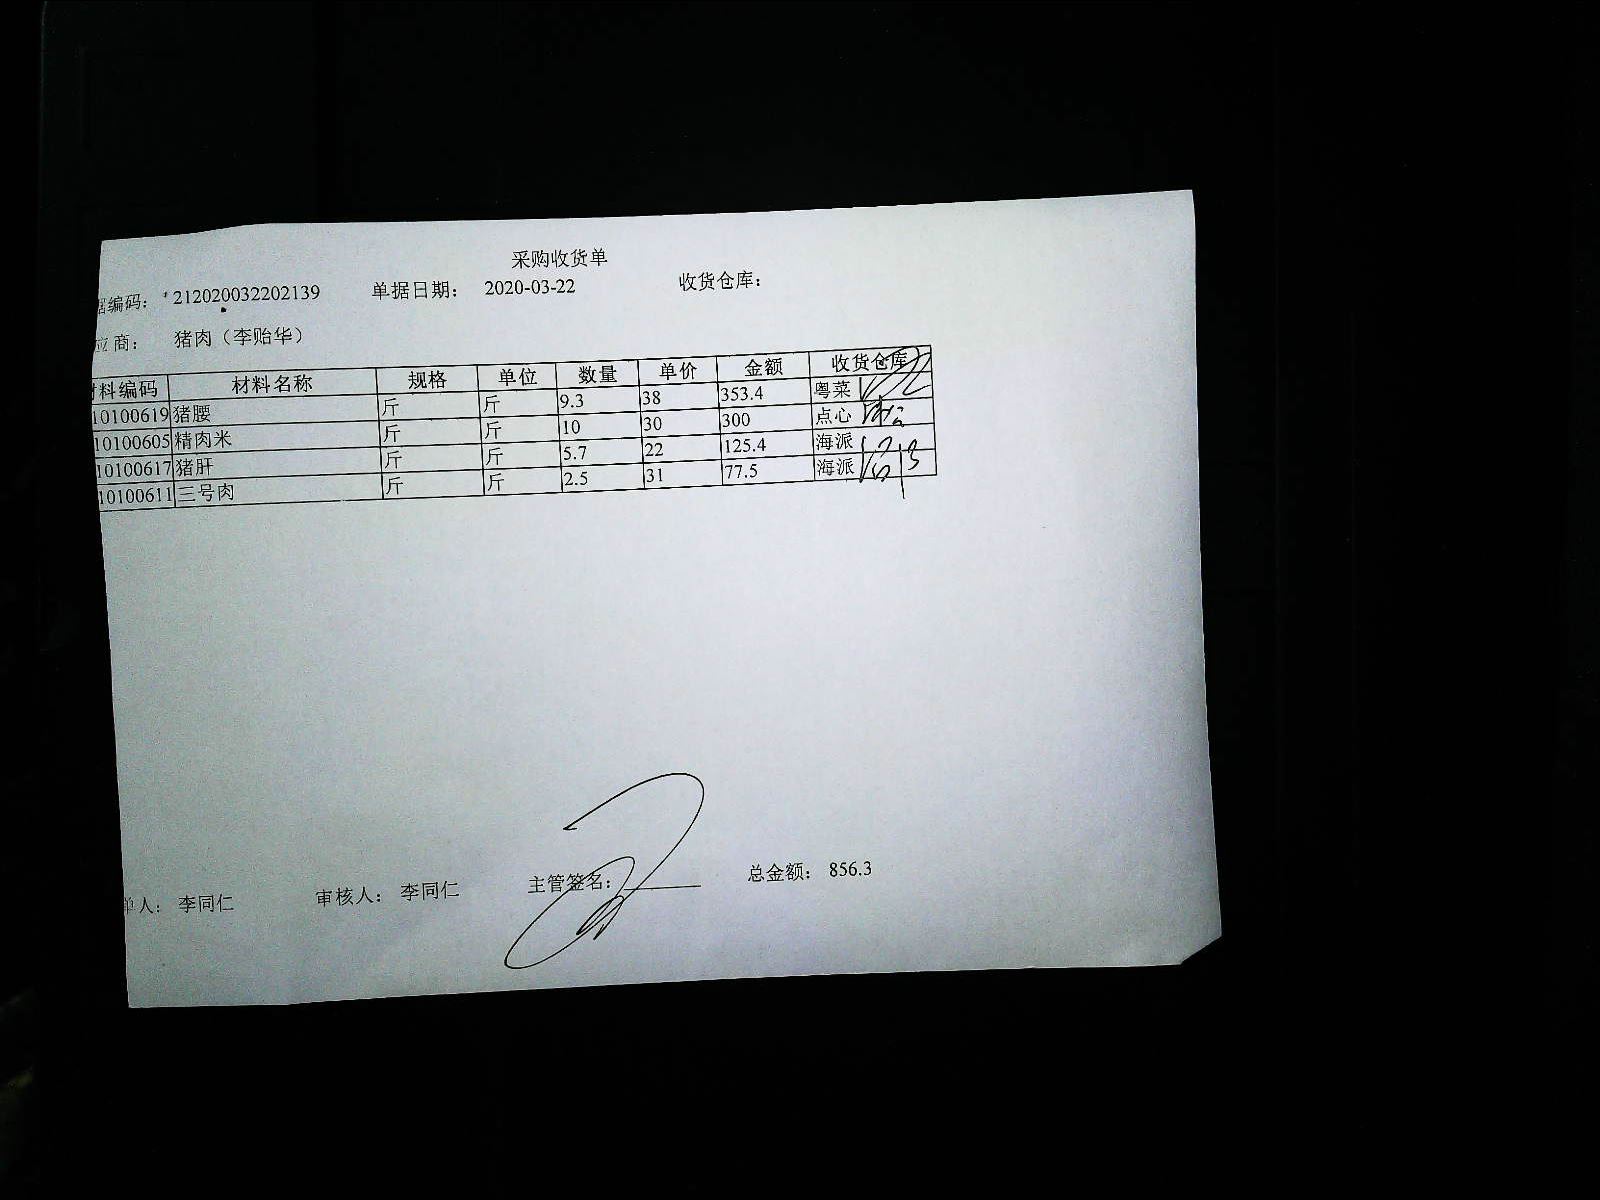 采购收货单
据编码： 212020032202139 单据日期： 2020-03-22 收货仓库：
应商： 猪肉（李贻华）
材料编码 材料名称 规格 单位 数量 单价 金额 收货仓库
10100619 猪腰 斤 斤 9.3 38 353.4 粤菜
10100605 精肉米 斤 斤 10 30 300 点心
10100617 猪肝 斤 斤 5.7 22 125.4 海派
10100611 三号肉 斤 斤 2.5 31 77.5 海派
单人： 李同仁 审核人： 李同仁 主管签名： 总金额： 856.3